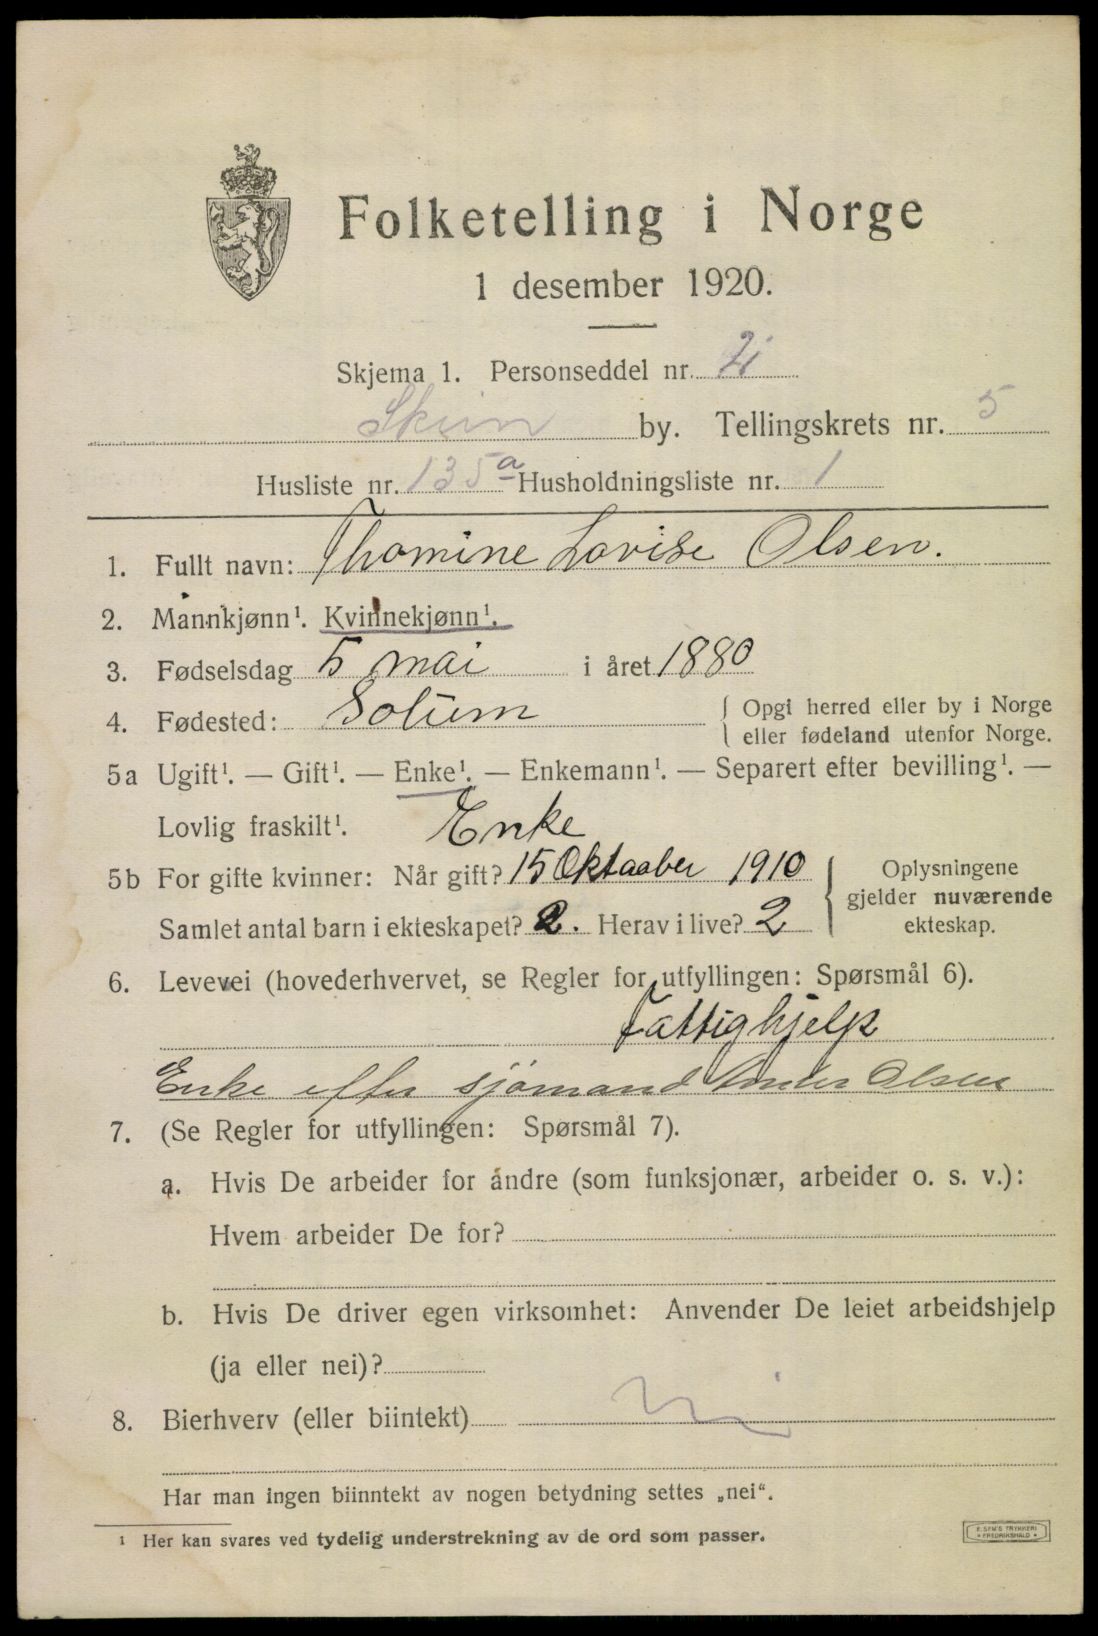 Folketelling i Norge
1 desember 1920.
Skjema 1. Personseddel nr. 2
Skien by. Tellingskrets nr. 5
Husliste nr. 135a Husholdningsliste nr. 1
1. Fullt navn: Thomine Lovise Olsen.
2. Mannkjønn¹. Kvinnekjønn¹.
3. Fødselsdag 5 mai i året 1880
4. Fødested: Solum { Opgi herred eller by i Norge
eller fødeland utenfor Norge.
5a Ugift¹. — Gift¹. — Enke¹. — Enkemann¹. — Separert efter bevilling¹. —
Lovlig fraskilt¹. Enke
5b For gifte kvinner: Når gift? 15 Oktoober 1910 } Oplysningene
gjelder nuværende
Samlet antal barn i ekteskapet? 2. Herav i live? 2 ekteskap.
6. Levevei (hovederhvervet, se Regler for utfyllingen: Spørsmål 6).
Fattighjelp
Enke efter sjömand Olsen
7. (Se Regler for utfyllingen: Spørsmål 7).
a. Hvis De arbeider for andre (som funksjonær, arbeider o. s. v.):
Hvem arbeider De for?
b. Hvis De driver egen virksomhet: Anvender De leiet arbeidshjelp
(ja eller nei)?
8. Bierhverv (eller biintekt) Nei
Har man ingen biinntekt av nogen betydning settes „nei“.
¹ Her kan svares ved tydelig understrekning av de ord som passer.
E. SEM'S TRYKKERI
FREDRIKSHALD